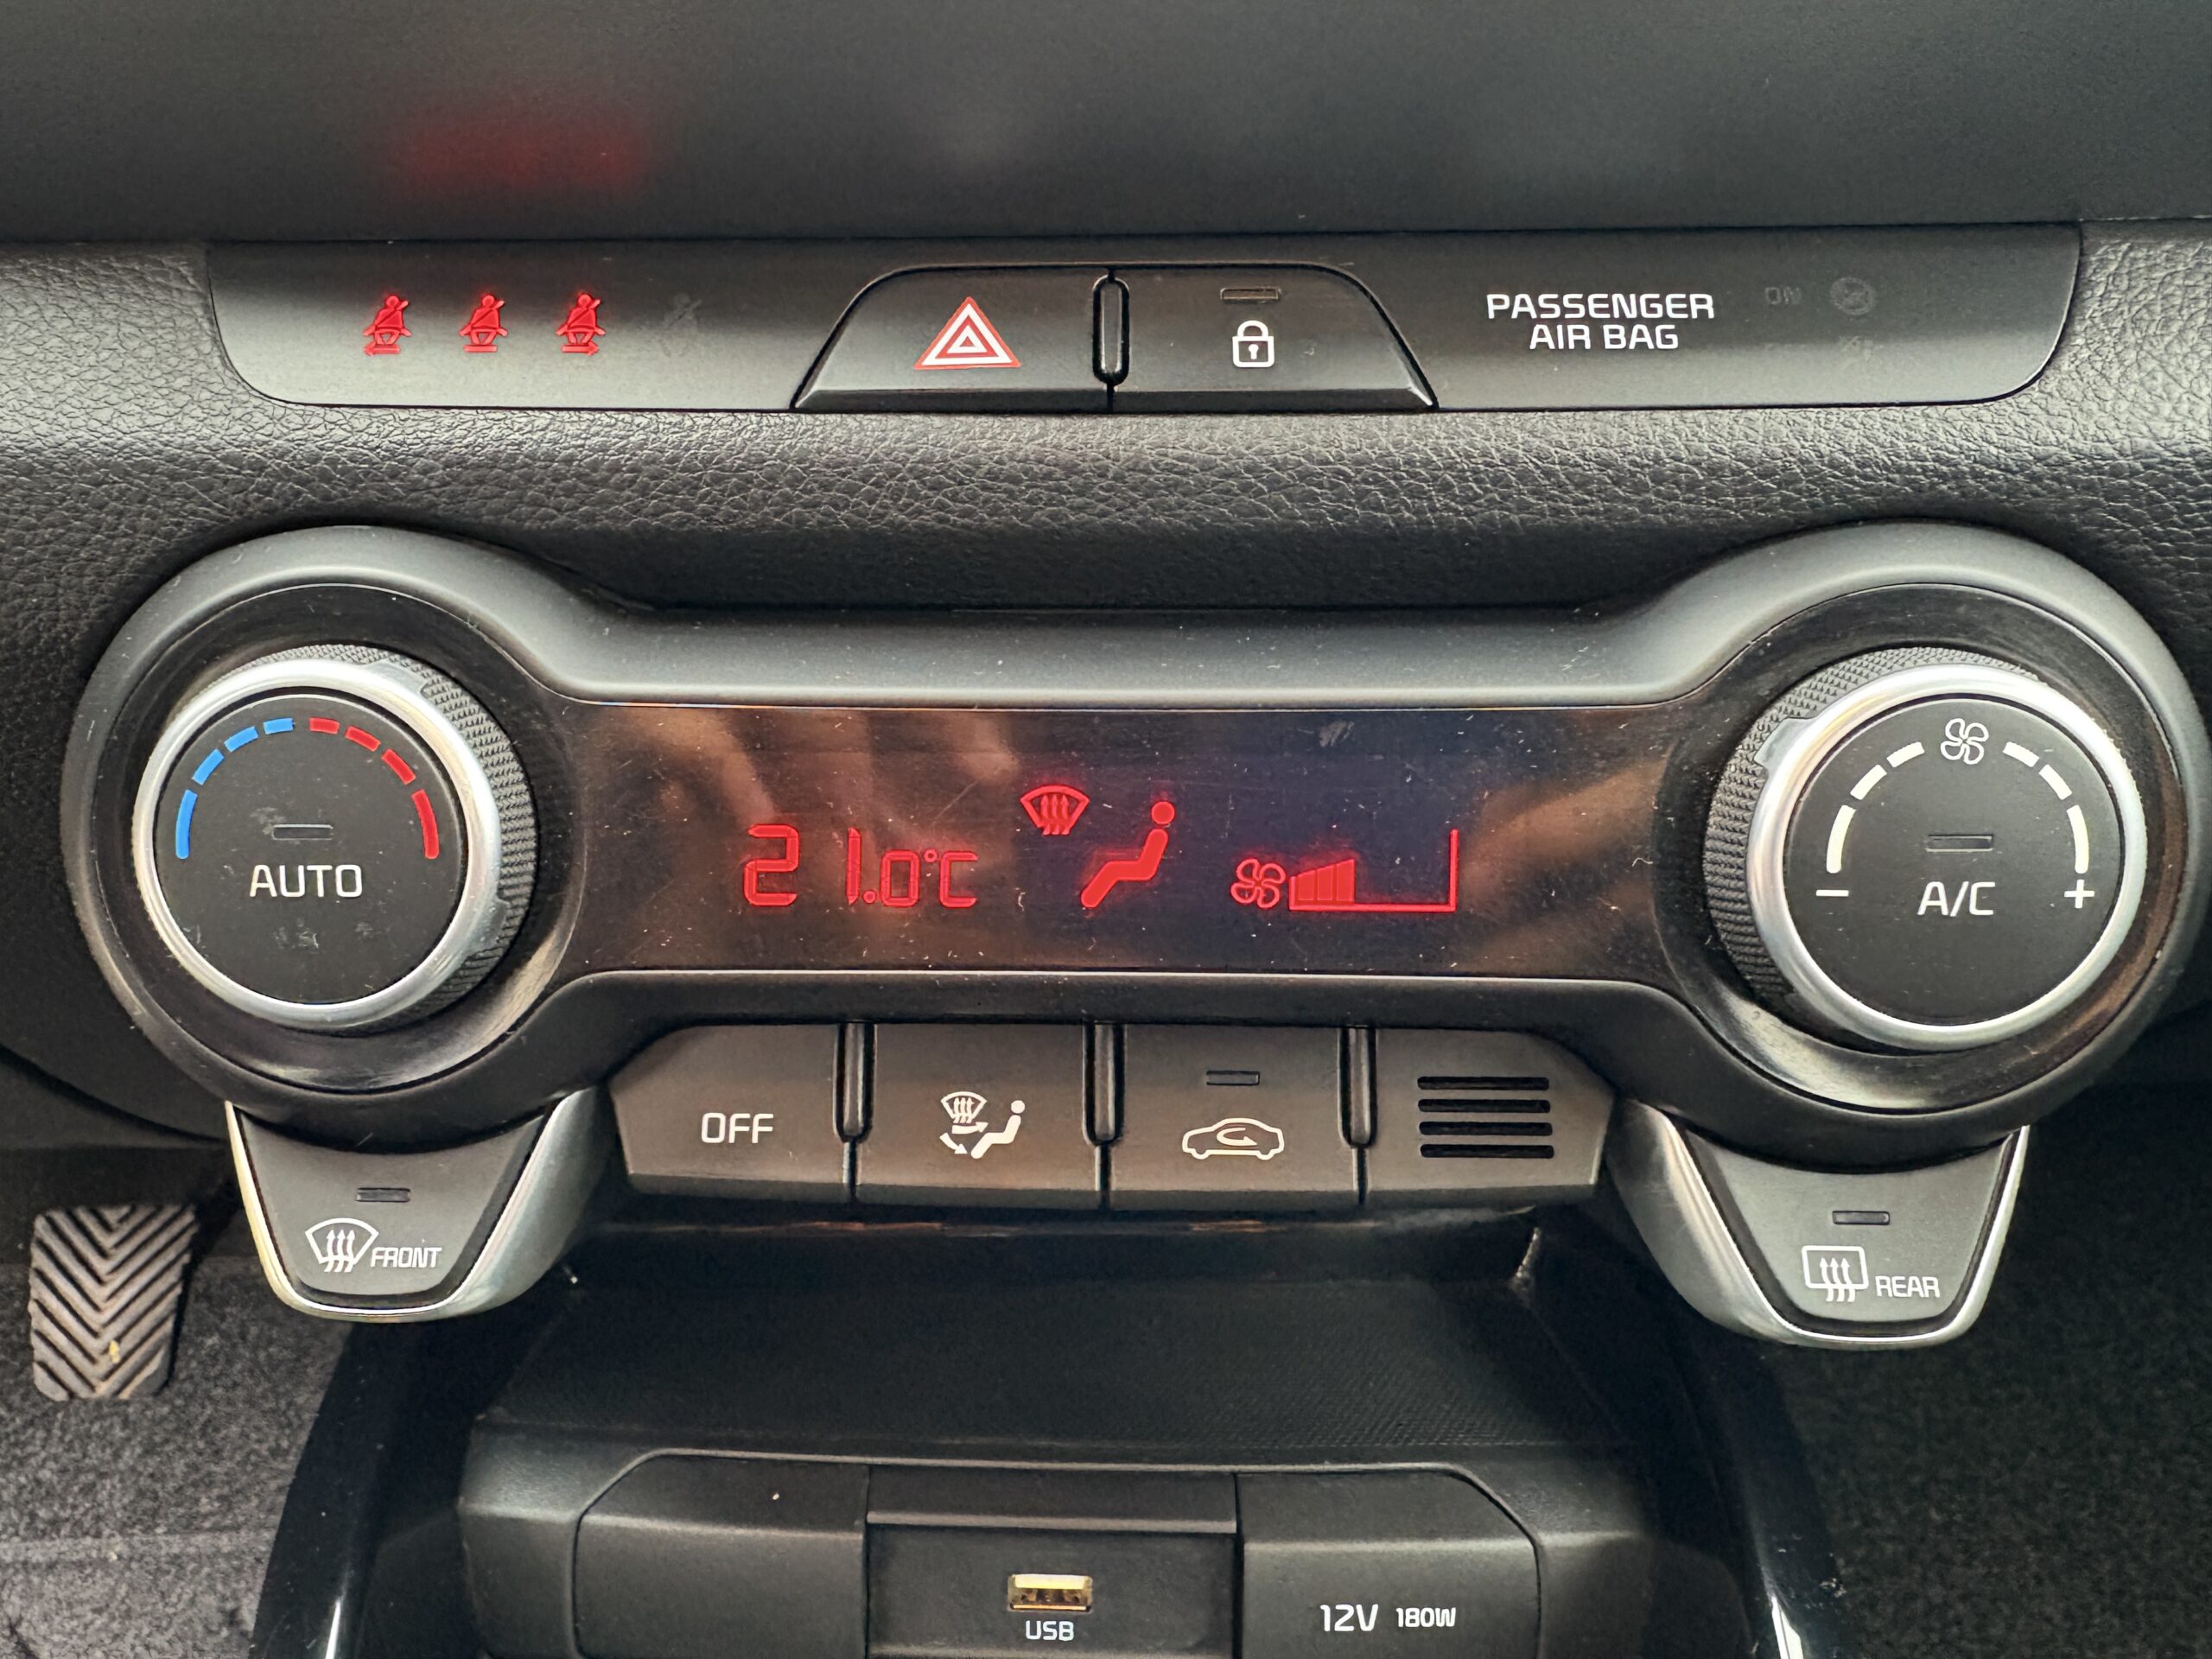 PASSENGER
AIR BAG
ON
21.0°C
AUTO
A/C
- +
OFF
FRONT
REAR
USB
12V 180W